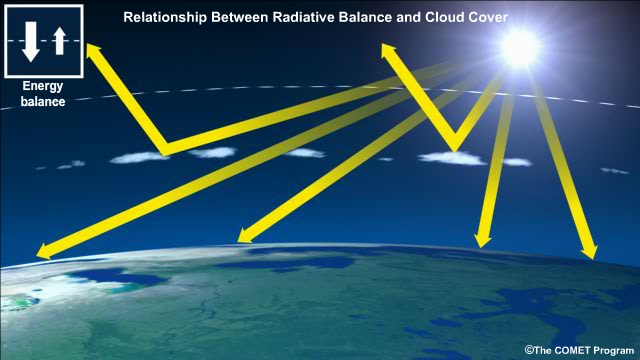 Relationship Between Radiative Balance and Cloud Cover
Energy
balance
©The COMET Program